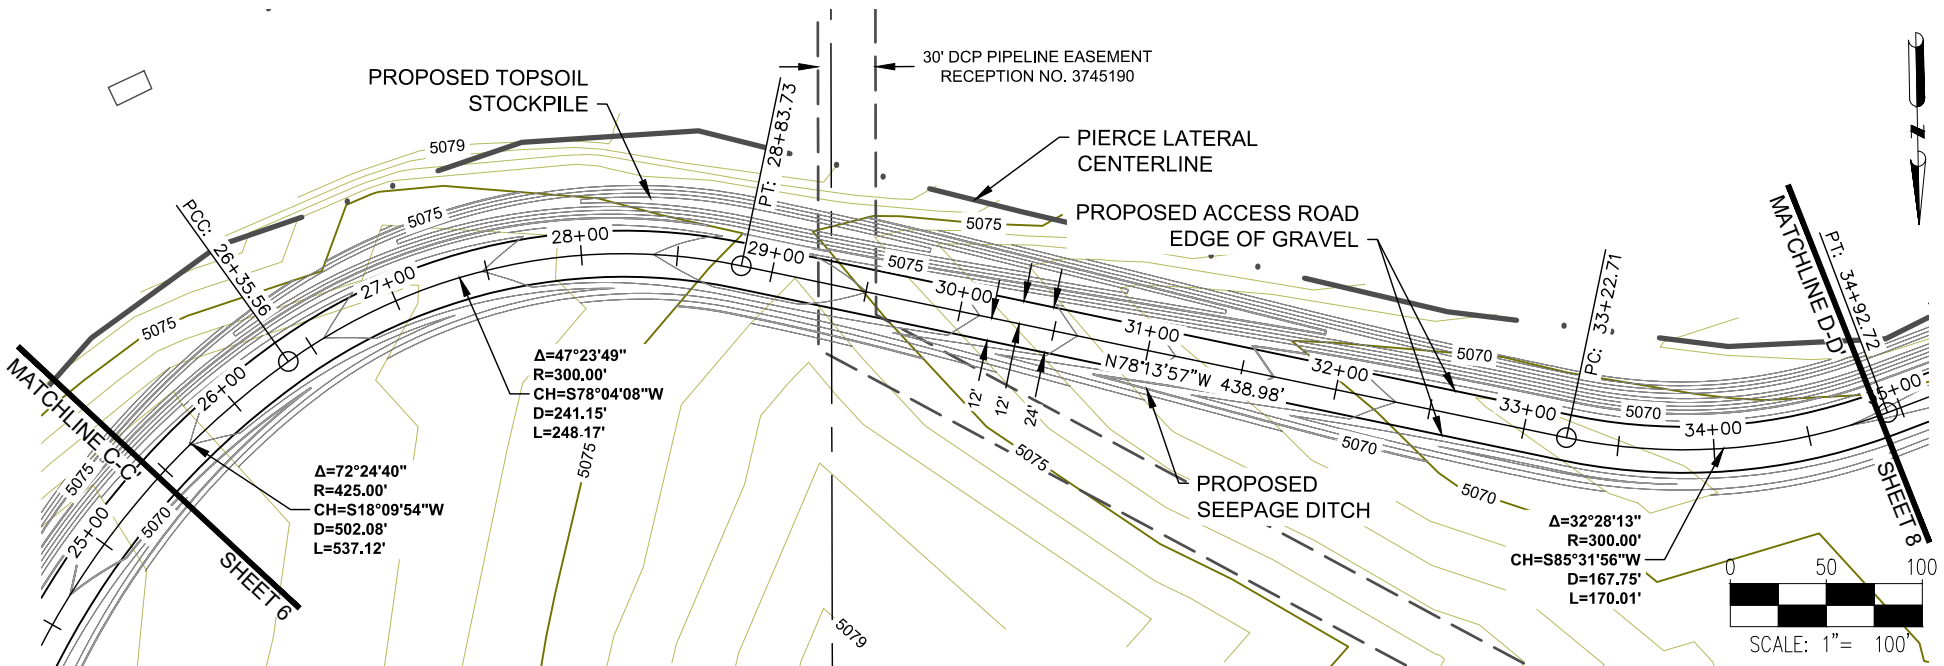 30' DCP PIPELINE EASEMENT
RECEPTION NO. 3745190
PROPOSED TOPSOIL
STOCKPILE
PT: 28+83.73
5079
PIERCE LATERAL
CENTERLINE
PROPOSED ACCESS ROAD
EDGE OF GRAVEL
PCC: 26+35.56
5075
28+00
29+00
5075
5075
27+00
30+00
5075
26+00
31+00
N78°13'57"W 438.98'
32+00
5070
PC: 33+22.71
33+00
5070
34+00
PT: 34+92.72
MATCHLINE D-D'
SHEET 8
MATCHLINE C-C'
SHEET 6
Δ=47°23'49"
R=300.00'
CH=S78°04'08"W
D=241.15'
L=248.17'
12'
12'
24'
5075
5075
5070
5070
5075
25+00
5070
Δ=72°24'40"
R=425.00'
CH=S18°09'54"W
D=502.08'
L=537.12'
PROPOSED
SEEPAGE DITCH
Δ=32°28'13"
R=300.00'
CH=S85°31'56"W
D=167.75'
L=170.01'
5079
0 50 100
SCALE: 1"= 100'